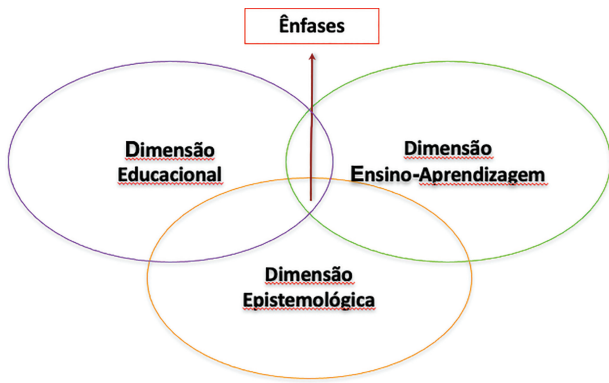 Ênfases
Dimensão
Educacional
Dimensão
Ensino-Aprendizagem
Dimensão
Epistemológica